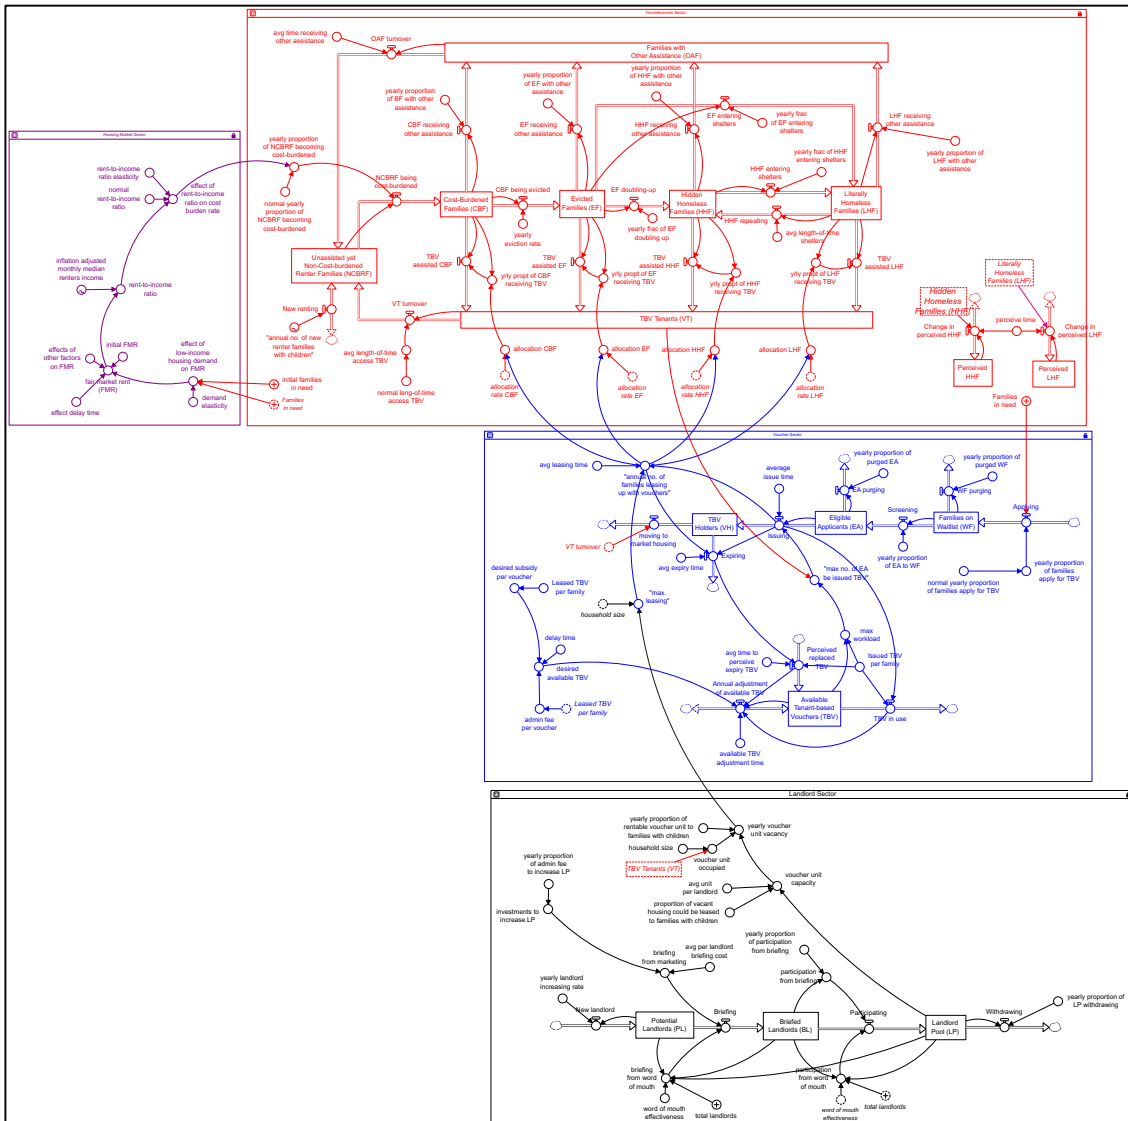 Homelessness Sector
avg time receiving
other assistance
OAF turnover
Families with
Other Assistance (OAF)
yearly proportion
of BF with other
assistance
yearly proportion
of EF with other
assistance
yearly proportion
of HHF with other
assistance
CBF receiving
other assistance
EF receiving
other assistance
HHF receiving
other assistance
EF entering
shelters
yearly frac
of EF entering
shelters
LHF receiving
other assistance
yearly proportion of
LHF with other
assistance
yearly proportion
of NCBRF becoming
cost-burdened
normal yearly
proportion of
NCBRF becoming
cost-burdened
NCBRF being
cost-burdened
Cost-Burdened
Families (CBF)
CBF being evicted
yearly
eviction rate
Evicted
Families (EF)
EF doubling-up
yearly frac of EF
doubling up
Hidden
Homeless
Families (HHF)
HHF entering
shelters
yearly frac of HHF
entering shelters
HHF repeating
avg length-of-time
shelters
Literally
Homeless
Families (LHF)
Unassisted yet
Non-Cost-burdened
Renter Families (NCBRF)
TBV
assisted CBF
yrly propt of CBF
receiving TBV
TBV
assisted EF
yrly propt of EF
receiving TBV
TBV
assisted HHF
yrly propt of HHF
receiving TBV
yrly propt of LHF
receiving TBV
TBV
assisted LHF
New renting
"annual no. of new
renter families
with children"
VT turnover
TBV Tenants (VT)
avg length-of-time
access TBV
normal leng-of-time
access TBV
allocation CBF
allocation EF
allocation HHF
allocation LHF
allocation
rate CBF
allocation
rate EF
allocation
rate HHF
allocation
rate LHF
Hidden
Homeless
Families (HHF)
Literally
Homeless
Families (LHF)
Change in
perceived HHF
perceive time
Change in
perceived LHF
Perceived
HHF
Perceived
LHF
Families
in need
Housing Market Sector
rent-to-income
ratio elasticity
normal
rent-to-income
ratio
effect of
rent-to-income
ratio on cost
burden rate
inflation adjusted
monthly median
renters income
rent-to-income
ratio
effects of
other factors
on FMR
initial FMR
effect of
low-income
housing demand
on FMR
fair market rent
(FMR)
effect delay time
demand
elasticity
initial families
in need
Families
in need
Voucher Sector
avg leasing time
"annual no. of
families leasing
up with vouchers"
average
issue time
yearly proportion of
purged EA
EA purging
yearly proportion of
purged WF
WF purging
TBV
Holders (VH)
moving to
market housing
VT turnover
Issuing
Eligible
Applicants (EA)
Screening
Families on
Waitlist (WF)
Applying
yearly proportion
of EA to WF
yearly proportion
of families
apply for TBV
normal yearly proportion
of families apply for TBV
avg expiry time
Expiring
"max no. of EA
be issued TBV"
desired subsidy
per voucher
Leased TBV
per family
household size
"max.
leasing"
max
workload
delay time
desired
available TBV
admin fee
per voucher
Leased TBV
per family
avg time to
perceive
expiry TBV
Perceived
replaced
TBV
Issued TBV
per family
Annual adjustment
of available TBV
Available
Tenant-based
Vouchers (TBV)
TBV in use
available TBV
adjustment time
Landlord Sector
yearly proportion of
rentable voucher unit to
families with children
yearly voucher
unit vacancy
household size
voucher unit
occupied
TBV Tenants (VT)
yearly proportion
of admin fee
to increase LP
avg unit
per landlord
voucher unit
capacity
proportion of vacant
housing could be leased
to families with children
investments to
increase LP
briefing
from marketing
avg per landlord
briefing cost
yearly proportion
of participation
from briefing
participation
from briefing
yearly landlord
increasing rate
New landlord
Potential
Landlords (PL)
Briefing
Briefed
Landlords (BL)
Participating
Landlord
Pool (LP)
Withdrawing
yearly proportion of
LP withdrawing
briefing
from word
of mouth
word of mouth
effectiveness
total landlords
participation
from word of
mouth
word of mouth
effectiveness
total landlords